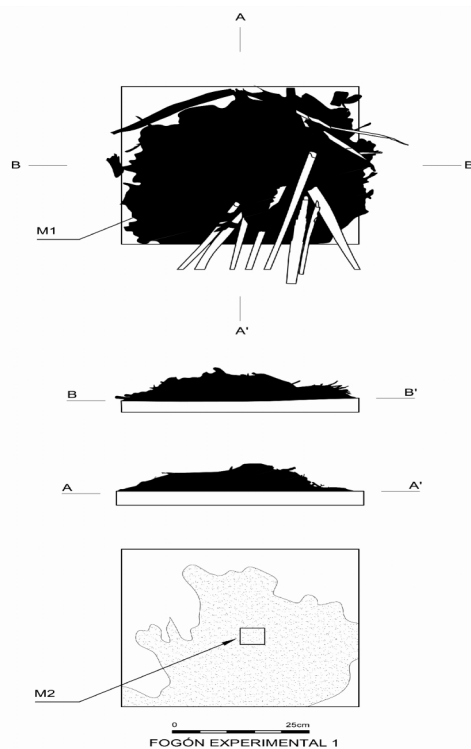 A
B B
M1
A'
B B'
A A'
M2
0 25cm
FOGÓN EXPERIMENTAL 1